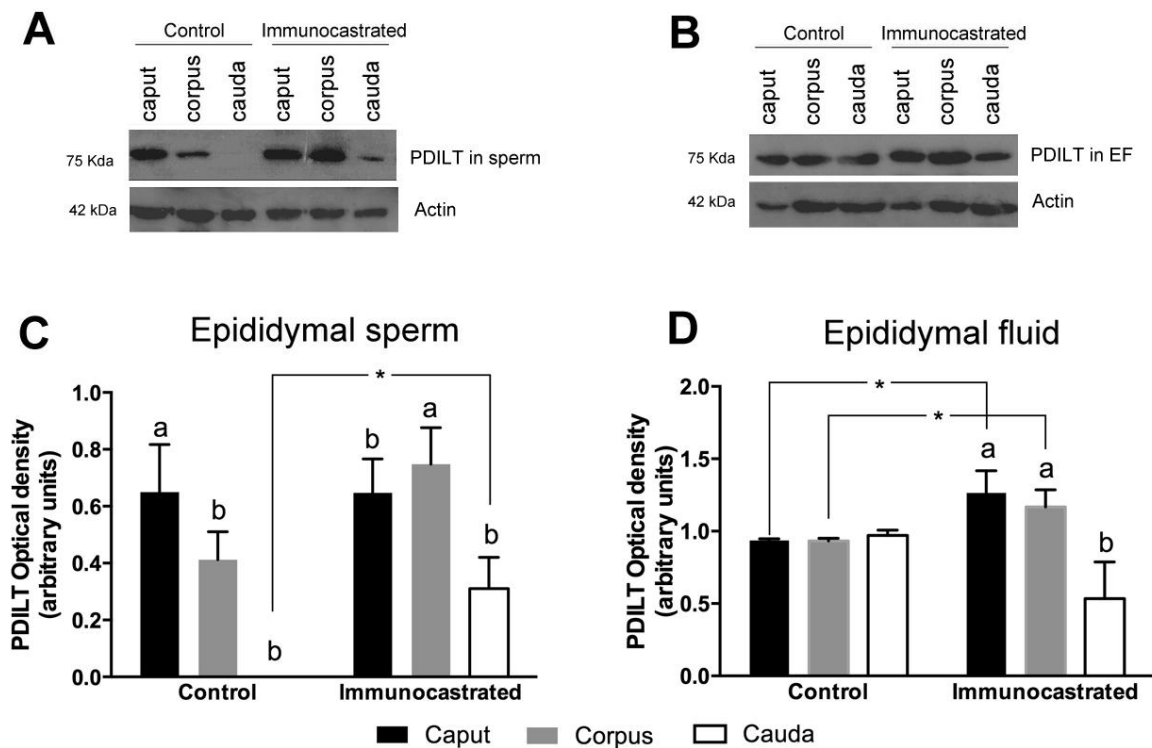 A
Control Immunocastrated
caput corpus cauda caput corpus cauda
75 Kda PDILT in sperm
42 kDa Actin
B
Control Immunocastrated
caput corpus cauda caput corpus cauda
75 Kda PDILT in EF
42 kDa Actin
C
Epididymal sperm
PDILT Optical density
(arbitrary units)
1.0
0.8
0.6
0.4
0.2
0.0
*
a b b b a b
Control Immunocastrated
D
Epididymal fluid
PDILT Optical density
(arbitrary units)
2.0
1.5
1.0
0.5
0.0
*
*
a a b
Control Immunocastrated
Caput Corpus Cauda